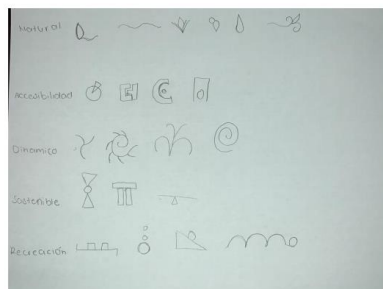 Natural
Accesibilidad
Dinamico
Sostenible
Recreación